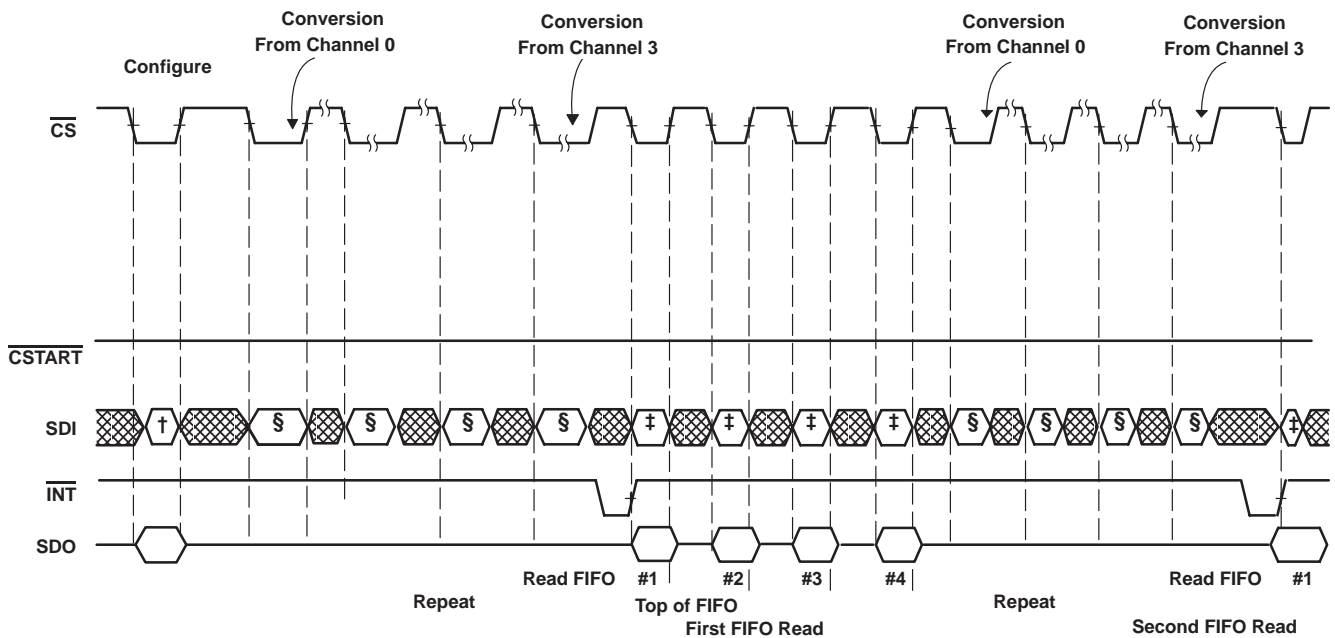 Conversion
From Channel 0
Conversion
From Channel 3
Conversion
From Channel 0
Conversion
From Channel 3
Configure
CS
CSTART
SDI † § § § § ‡ ‡ ‡ ‡ § § § § ‡
INT
SDO
Read FIFO #1 #2 #3 #4 Read FIFO #1
Repeat Top of FIFO Repeat
First FIFO Read Second FIFO Read